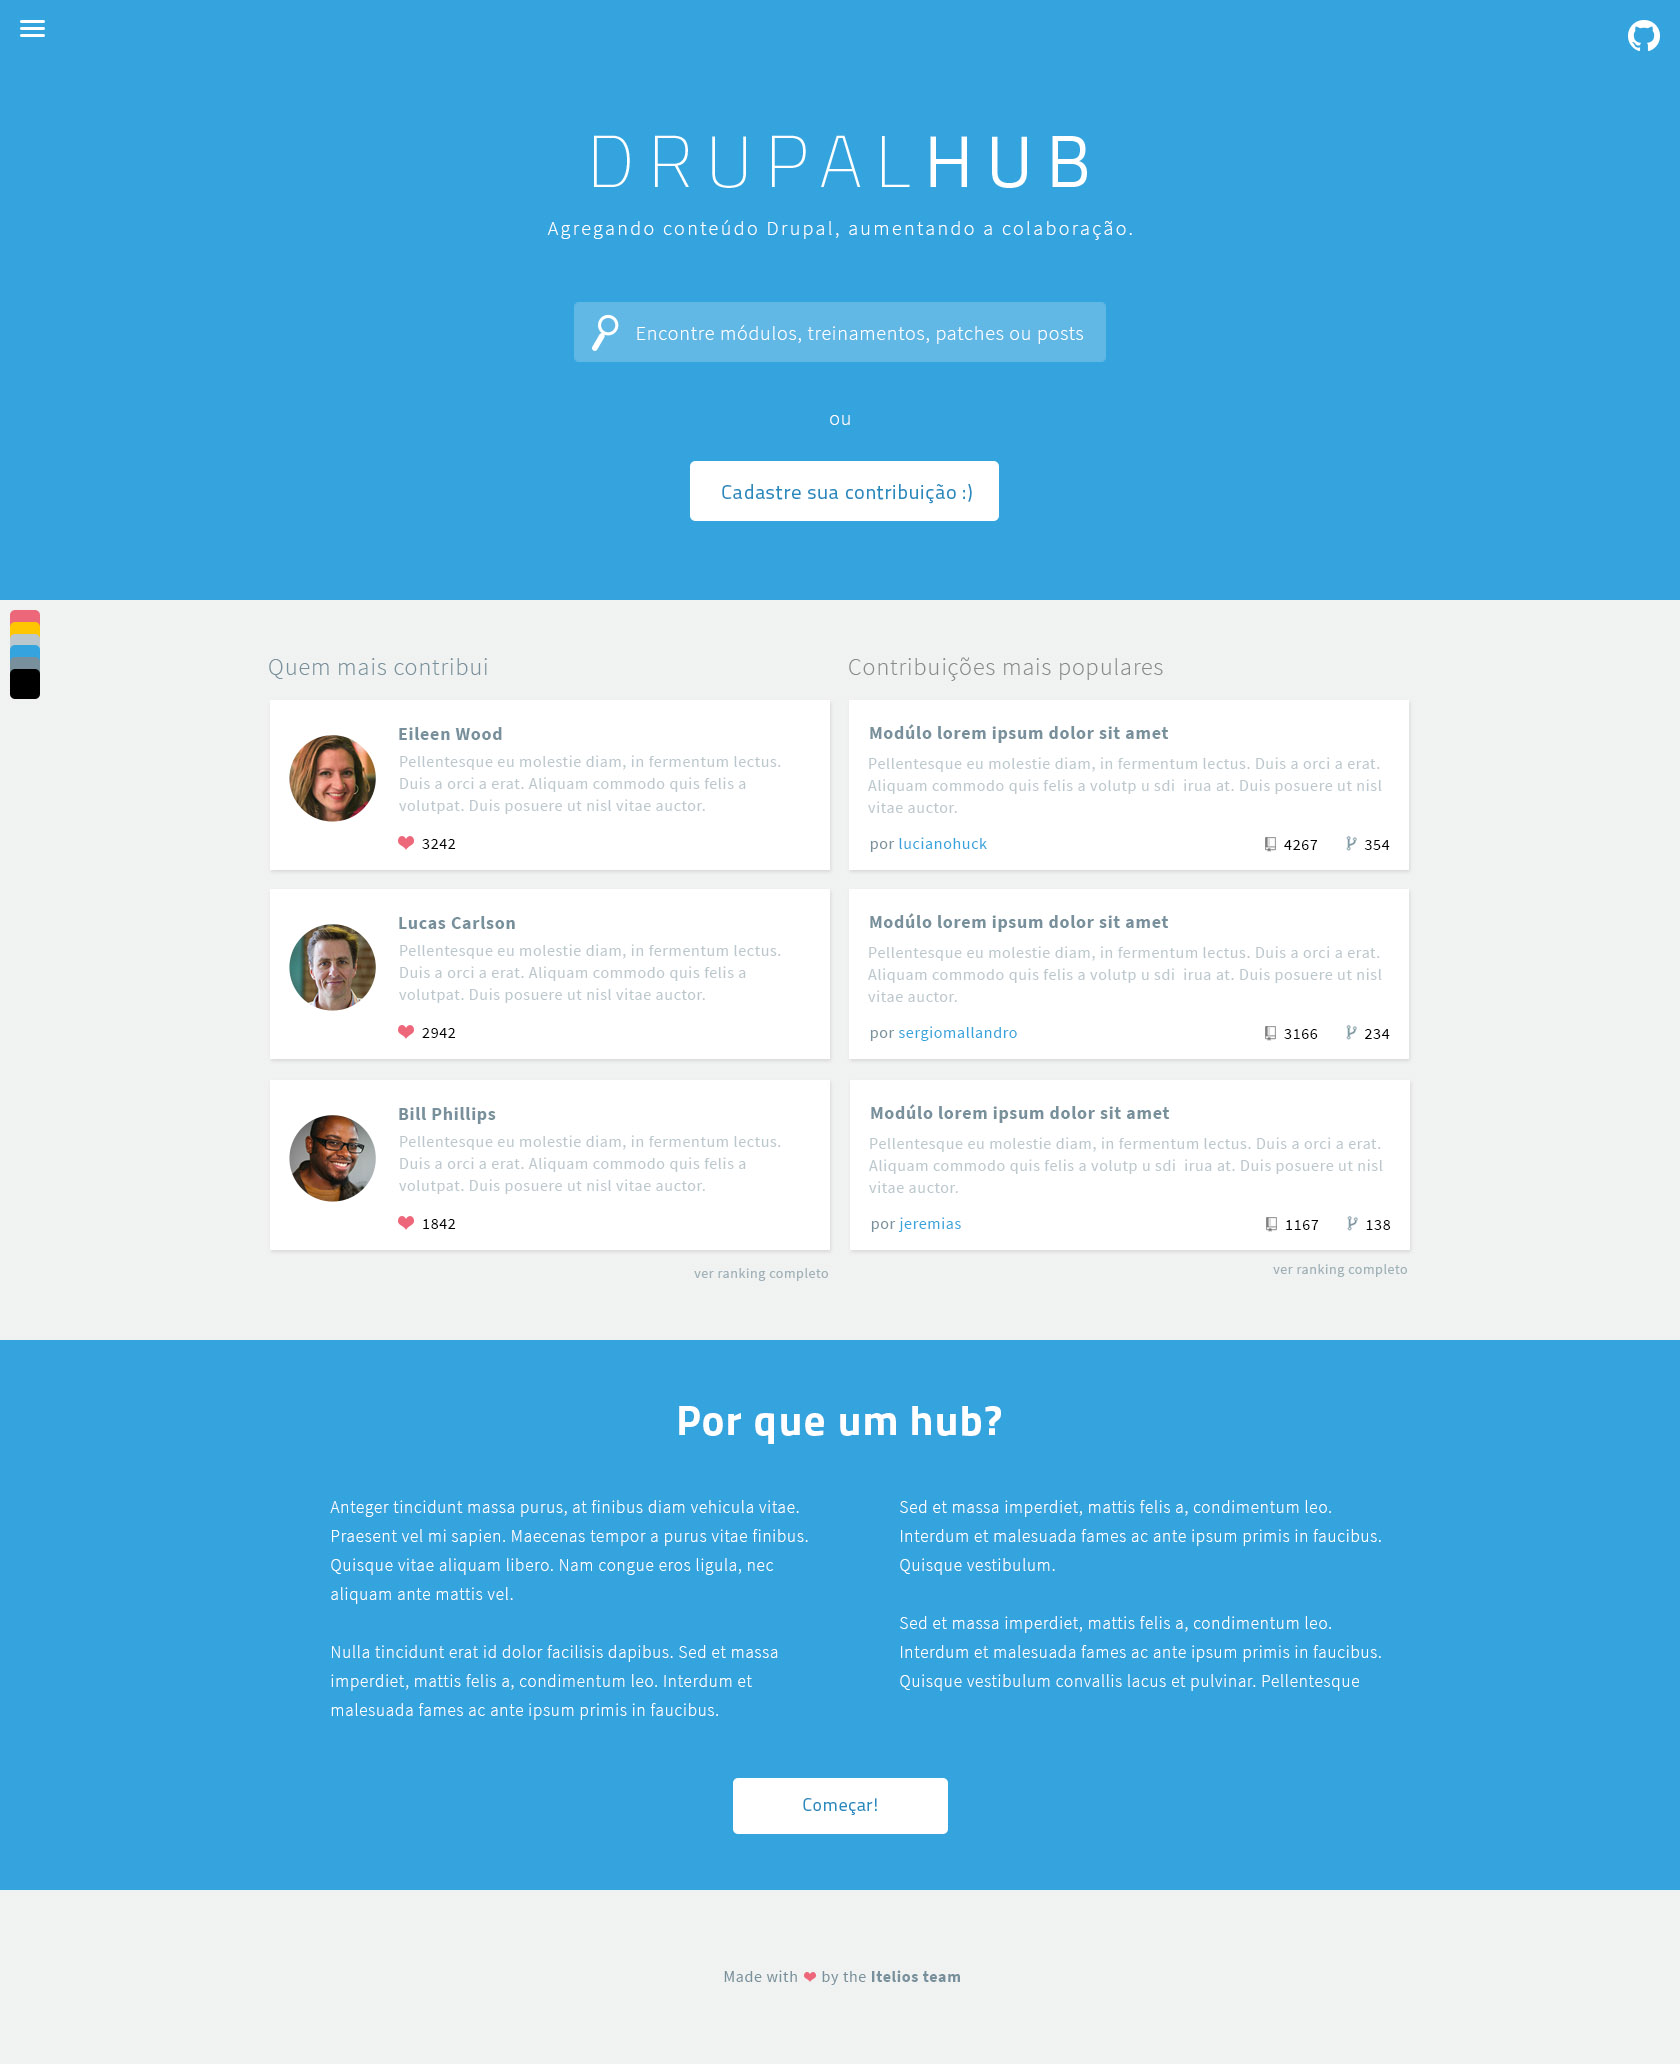 DRUPALHUB
Agregando conteúdo Drupal, aumentando a colaboração.
Encontre módulos, treinamentos, patches ou posts
ou
Cadastre sua contribuição :)
Quem mais contribui
Eileen Wood
Pellentesque eu molestie diam, in fermentum lectus.
Duis a orci a erat. Aliquam commodo quis felis a
volutpat. Duis posuere ut nisl vitae auctor.
3242
Lucas Carlson
Pellentesque eu molestie diam, in fermentum lectus.
Duis a orci a erat. Aliquam commodo quis felis a
volutpat. Duis posuere ut nisl vitae auctor.
2942
Bill Phillips
Pellentesque eu molestie diam, in fermentum lectus.
Duis a orci a erat. Aliquam commodo quis felis a
volutpat. Duis posuere ut nisl vitae auctor.
1842
ver ranking completo
Contribuições mais populares
Modúlo lorem ipsum dolor sit amet
Pellentesque eu molestie diam, in fermentum lectus. Duis a orci a erat.
Aliquam commodo quis felis a volutp u sdi irua at. Duis posuere ut nisl
vitae auctor.
por lucianohuck 4267 354
Modúlo lorem ipsum dolor sit amet
Pellentesque eu molestie diam, in fermentum lectus. Duis a orci a erat.
Aliquam commodo quis felis a volutp u sdi irua at. Duis posuere ut nisl
vitae auctor.
por sergiomallandro 3166 234
Modúlo lorem ipsum dolor sit amet
Pellentesque eu molestie diam, in fermentum lectus. Duis a orci a erat.
Aliquam commodo quis felis a volutp u sdi irua at. Duis posuere ut nisl
vitae auctor.
por jeremias 1167 138
ver ranking completo
Por que um hub?
Anteger tincidunt massa purus, at finibus diam vehicula vitae.
Praesent vel mi sapien. Maecenas tempor a purus vitae finibus.
Quisque vitae aliquam libero. Nam congue eros ligula, nec
aliquam ante mattis vel.
Nulla tincidunt erat id dolor facilisis dapibus. Sed et massa
imperdiet, mattis felis a, condimentum leo. Interdum et
malesuada fames ac ante ipsum primis in faucibus.
Sed et massa imperdiet, mattis felis a, condimentum leo.
Interdum et malesuada fames ac ante ipsum primis in faucibus.
Quisque vestibulum.
Sed et massa imperdiet, mattis felis a, condimentum leo.
Interdum et malesuada fames ac ante ipsum primis in faucibus.
Quisque vestibulum convallis lacus et pulvinar. Pellentesque
Começar!
Made with ❤ by the Itelios team